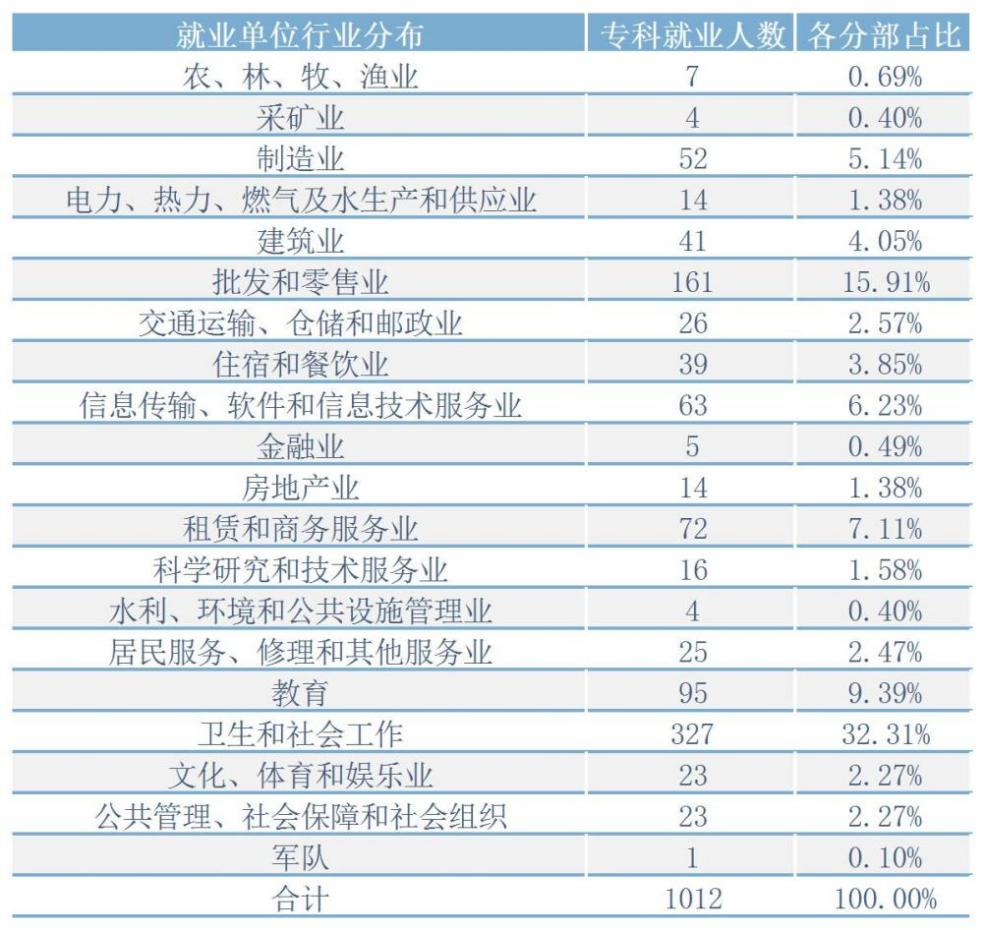 就业单位行业分布 专科就业人数 各分部占比
农、林、牧、渔业 7 0.69%
采矿业 4 0.40%
制造业 52 5.14%
电力、热力、燃气及水生产和供应业 14 1.38%
建筑业 41 4.05%
批发和零售业 161 15.91%
交通运输、仓储和邮政业 26 2.57%
住宿和餐饮业 39 3.85%
信息传输、软件和信息技术服务业 63 6.23%
金融业 5 0.49%
房地产业 14 1.38%
租赁和商务服务业 72 7.11%
科学研究和技术服务业 16 1.58%
水利、环境和公共设施管理业 4 0.40%
居民服务、修理和其他服务业 25 2.47%
教育 95 9.39%
卫生和社会工作 327 32.31%
文化、体育和娱乐业 23 2.27%
公共管理、社会保障和社会组织 23 2.27%
军队 1 0.10%
合计 1012 100.00%